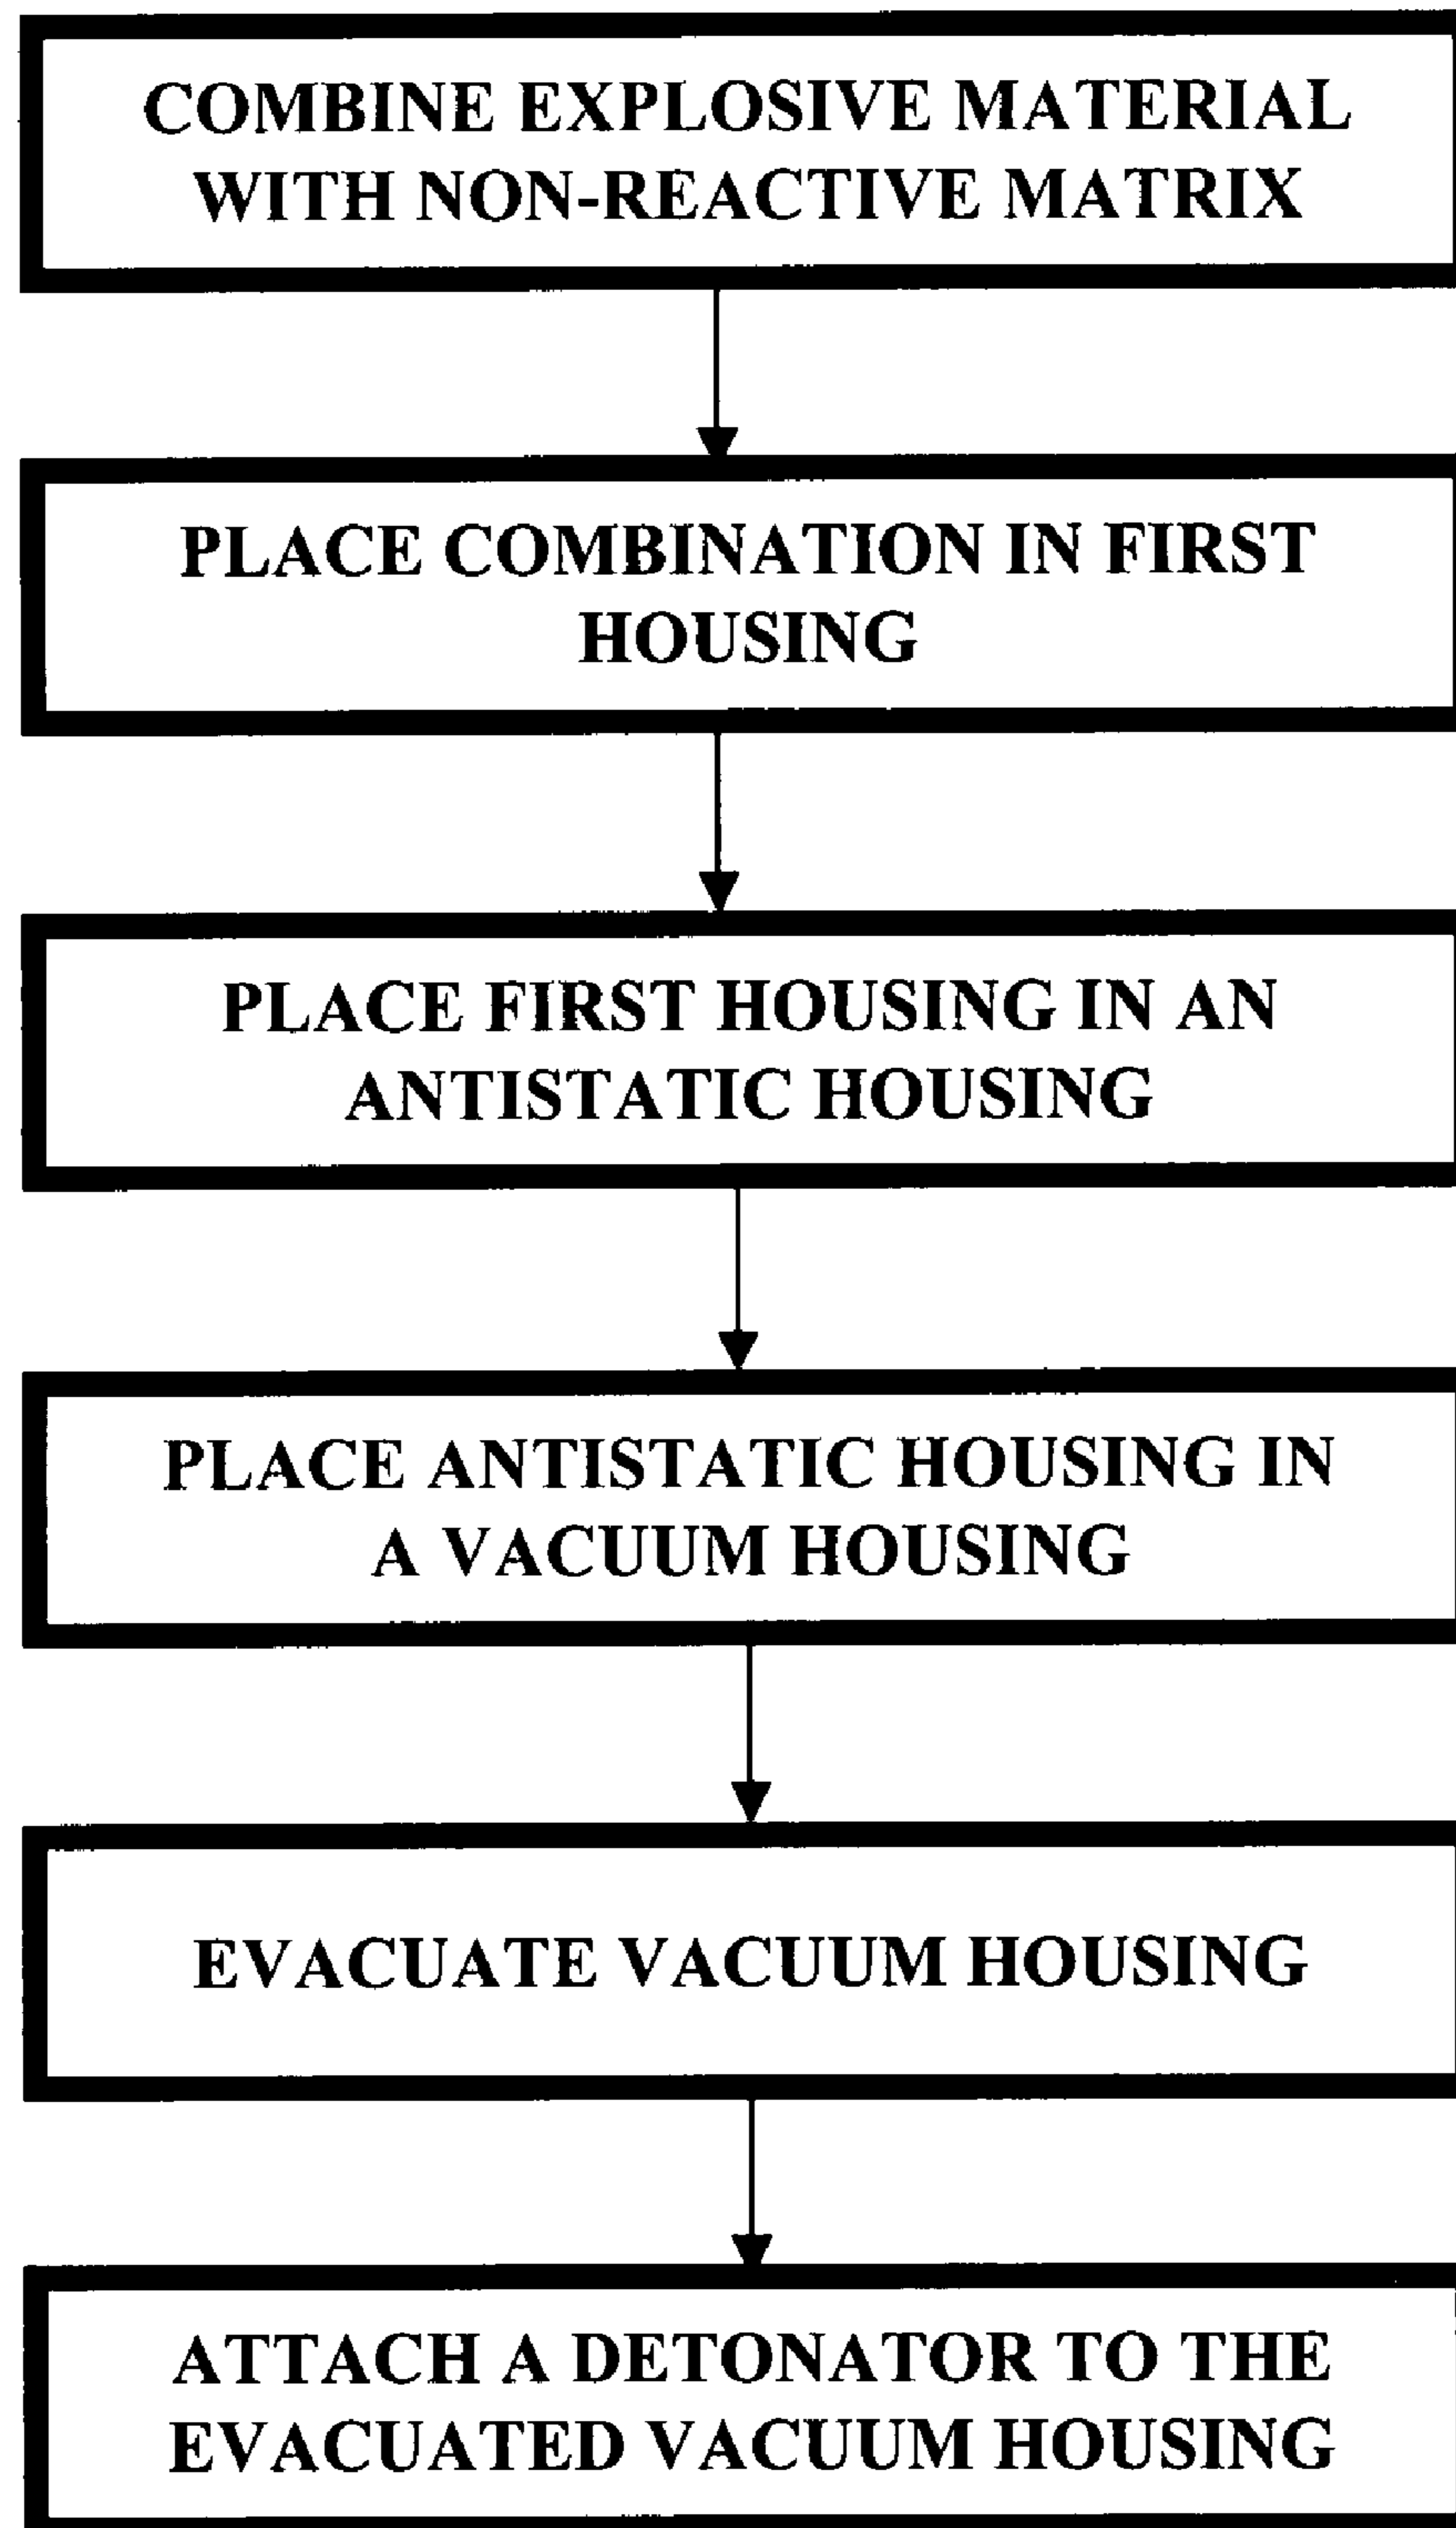 COMBINE EXPLOSIVE MATERIAL
WITH NON-REACTIVE MATRIX
PLACE COMBINATION IN FIRST
HOUSING
PLACE FIRST HOUSING IN AN
ANTISTATIC HOUSING
PLACE ANTISTATIC HOUSING IN
A VACUUM HOUSING
EVACUATE VACUUM HOUSING
ATTACH A DETONATOR TO THE
EVACUATED VACUUM HOUSING